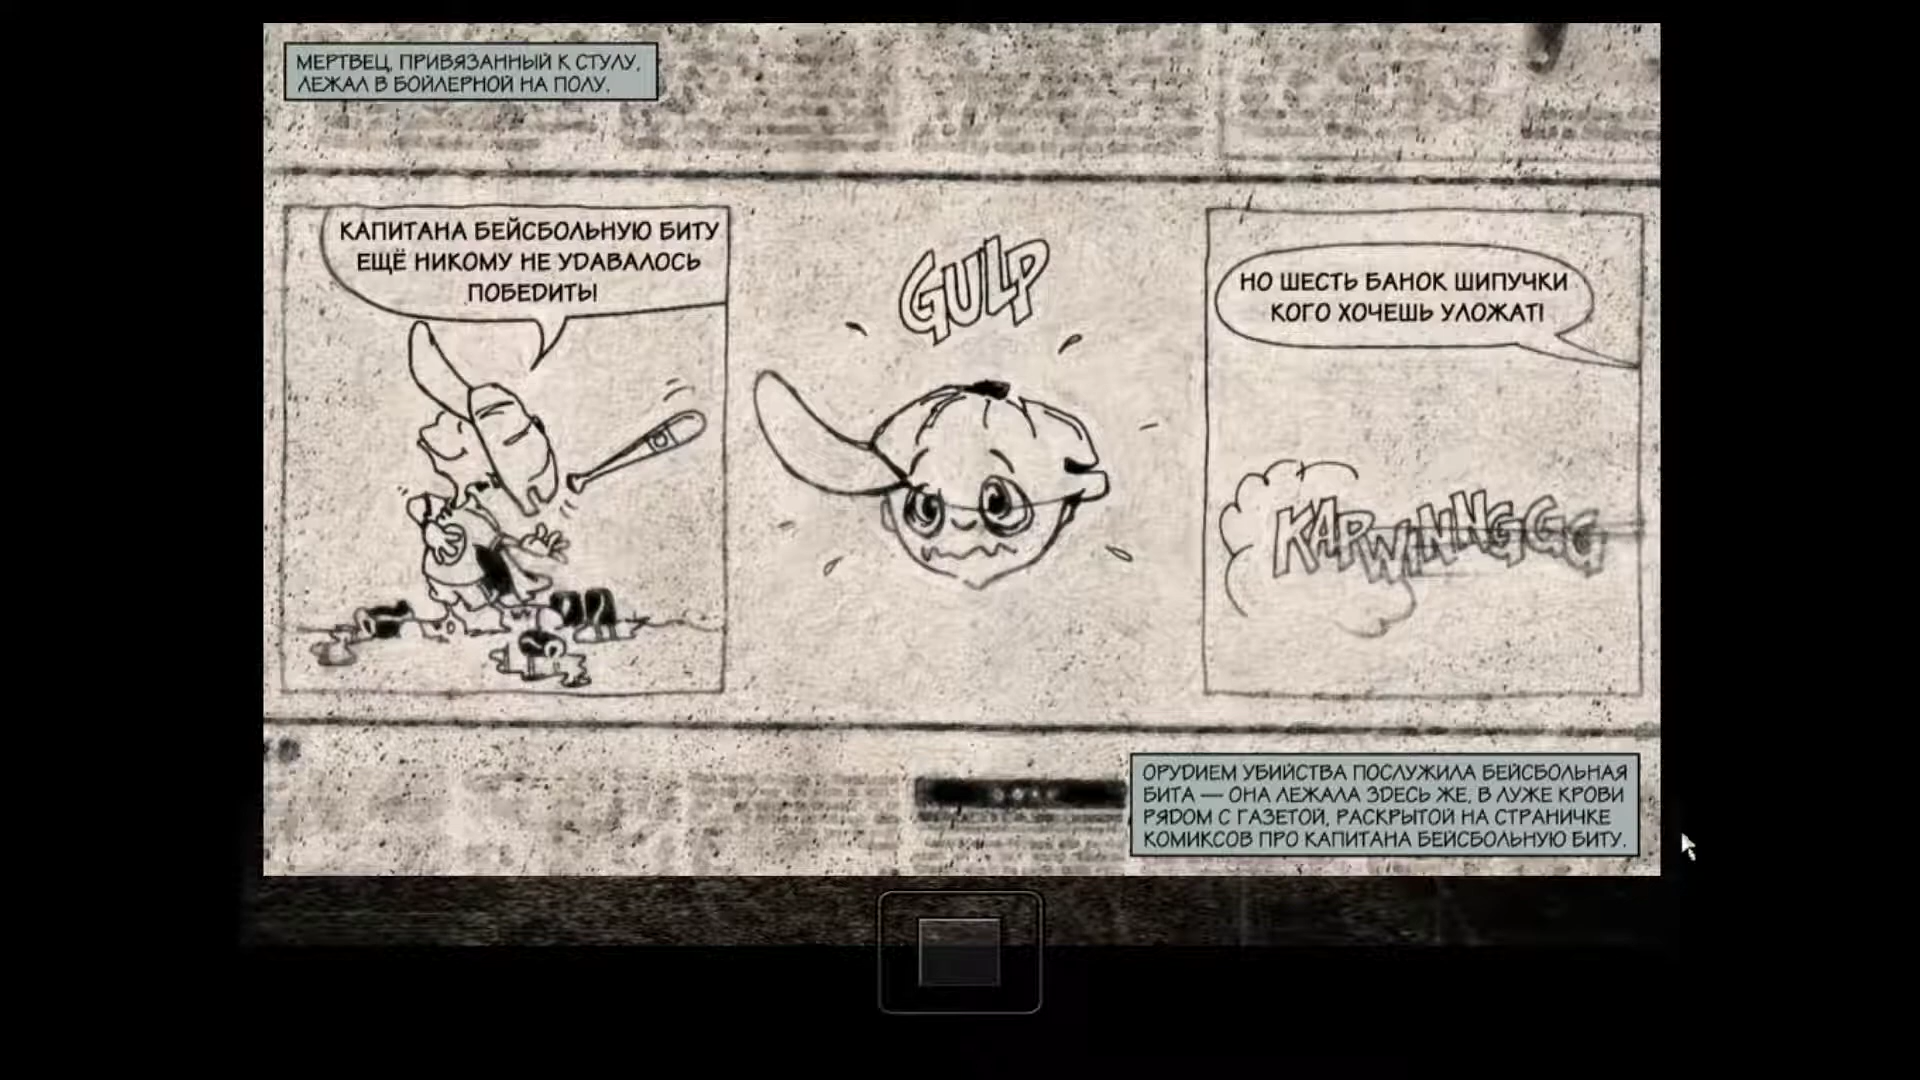 МЕРТВЕЦ, ПРИВЯЗАННЫЙ К СТУЛУ,
ЛЕЖАЛ В БОЙЛЕРНОЙ НА ПОЛУ.
КАПИТАНА БЕЙСБОЛЬНУЮ БИТУ
ЕЩЁ НИКОМУ НЕ УДАВАЛОСЬ
ПОБЕДИТЬ!
GULP
НО ШЕСТЬ БАНОК ШИПУЧКИ
КОГО ХОЧЕШЬ УЛОЖАТ!
KAPWINNGGG
ОРУДИЕМ УБИЙСТВА ПОСЛУЖИЛА БЕЙСБОЛЬНАЯ
БИТА — ОНА ЛЕЖАЛА ЗДЕСЬ ЖЕ, В ЛУЖЕ КРОВИ
РЯДОМ С ГАЗЕТОЙ, РАСКРЫТОЙ НА СТРАНИЧКЕ
КОМИКСОВ ПРО КАПИТАНА БЕЙСБОЛЬНУЮ БИТУ.